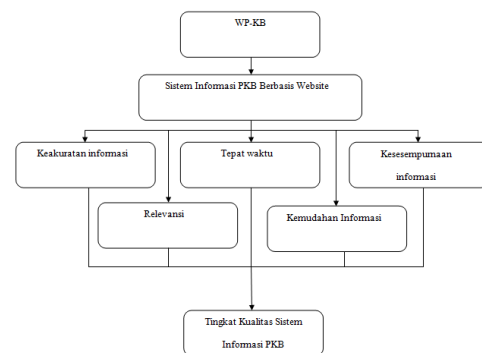 WP-KB
Sistem Informasi PKB Berbasis Website
Keakuratan informasi
Tepat waktu
Kesesempurnaan
informasi
Relevansi
Kemudahan Informasi
Tingkat Kualitas Sistem
Informasi PKB